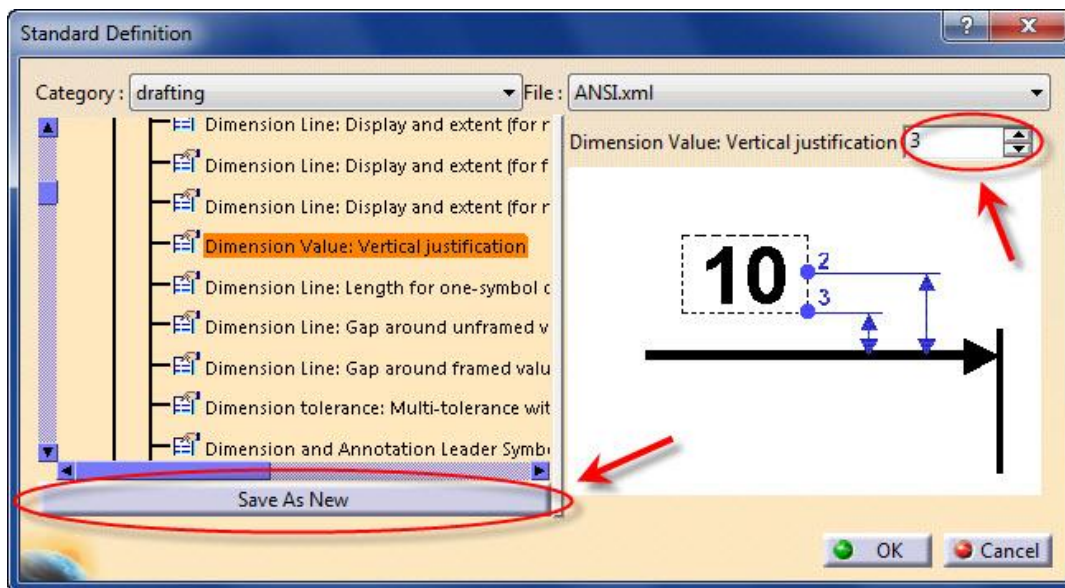 Standard Definition
?
Category : drafting
File : ANSI.xml
Dimension Line: Display and extent (for r
Dimension Line: Display and extent (for f
Dimension Line: Display and extent (for r
Dimension Value: Vertical justification
Dimension Line: Length for one-symbol c
Dimension Line: Gap around unframed v
Dimension Line: Gap around framed valu
Dimension tolerance: Multi-tolerance wit
Dimension and Annotation Leader Symb
Save As New
Dimension Value: Vertical justification 3
10
2
3
OK
Cancel